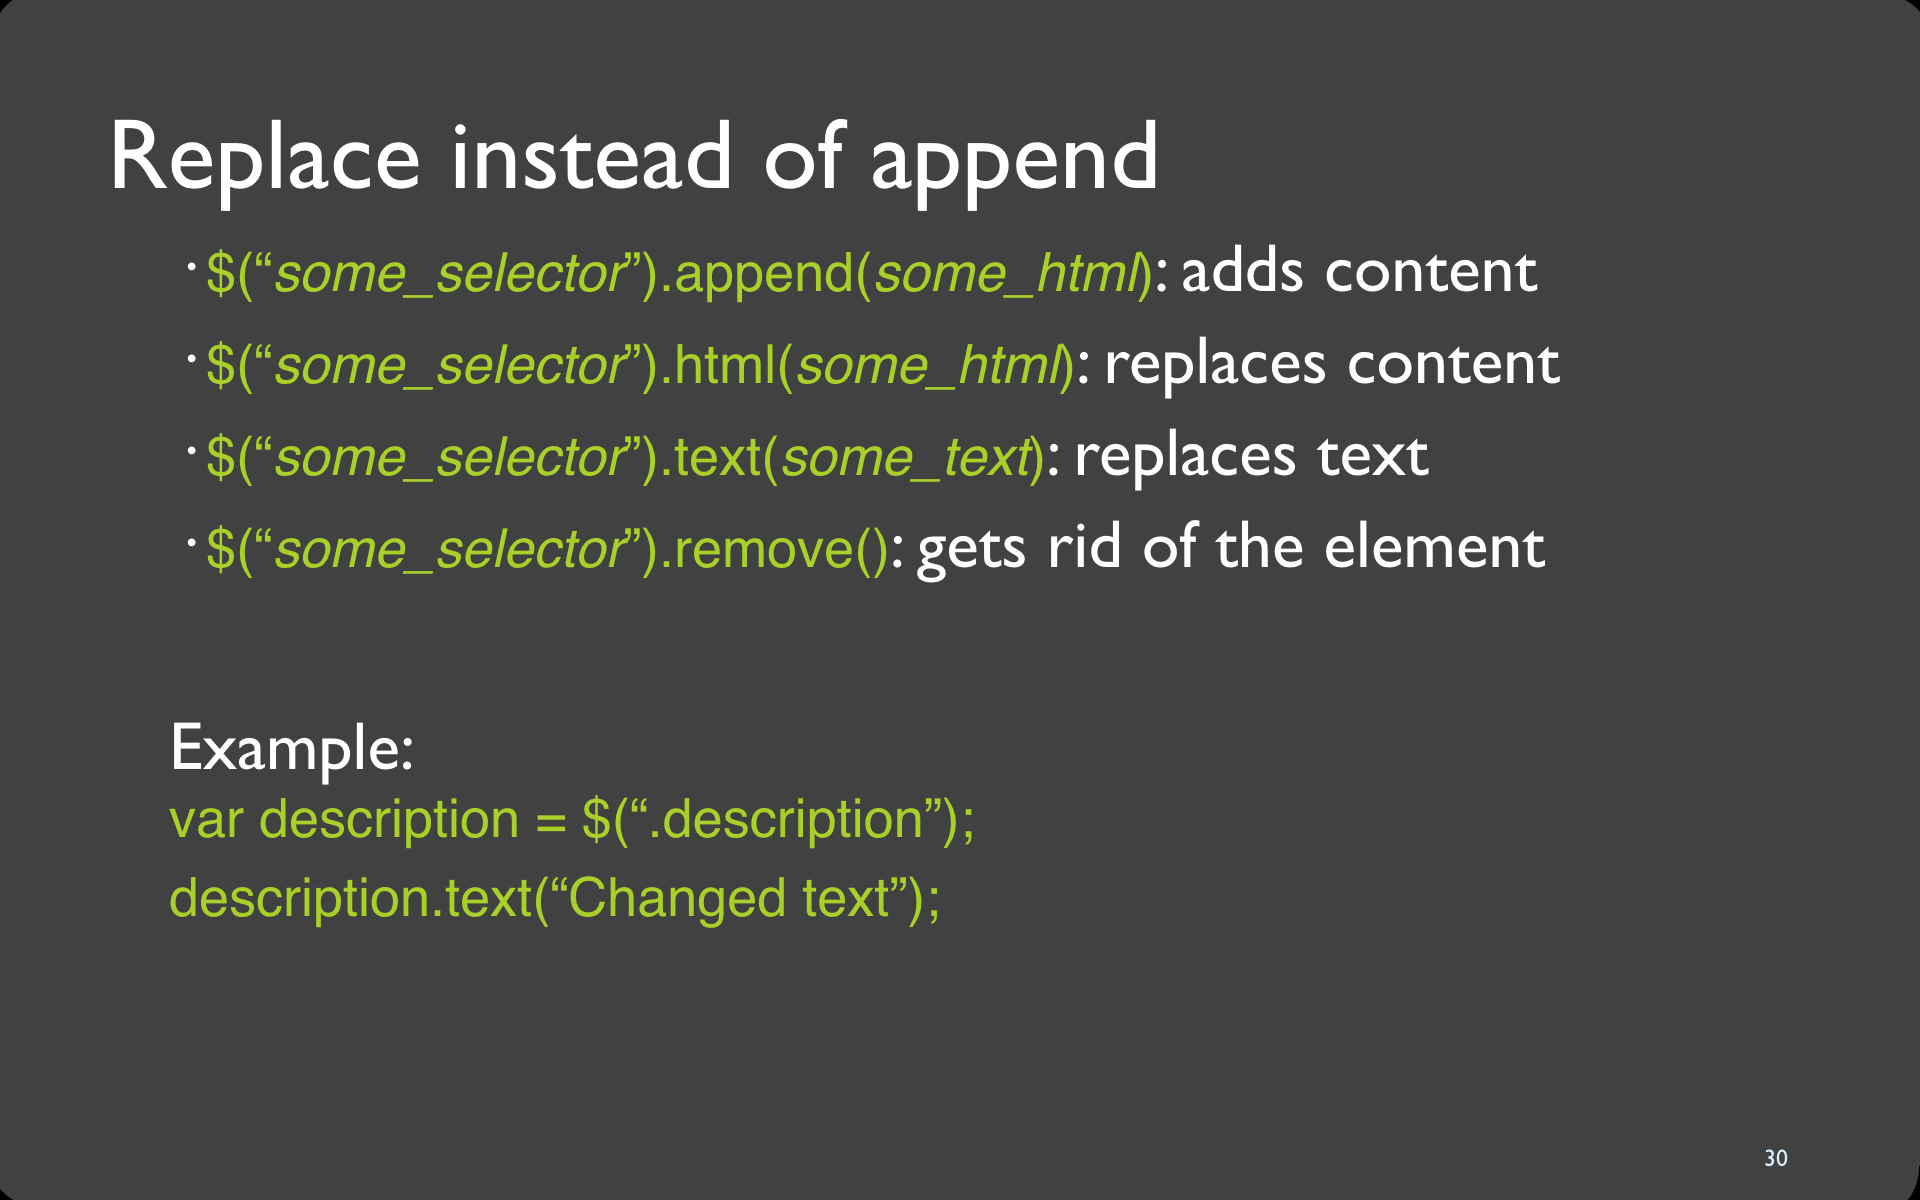 Replace instead of append
· $(“some_selector”).append(some_html): adds content
· $(“some_selector”).html(some_html): replaces content
· $(“some_selector”).text(some_text): replaces text
· $(“some_selector”).remove(): gets rid of the element
Example:
var description = $(“.description”);
description.text(“Changed text”);
30